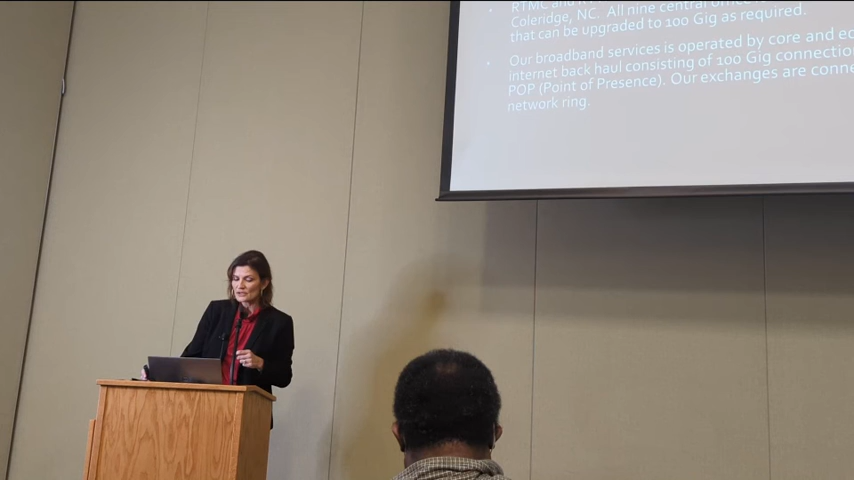 RTMC and
Coleridge, NC. All nine central office
that can be upgraded to 100 Gig as required.
Our broadband services is operated by core and
internet back haul consisting of 100 Gig
POP (Point of Presence). Our exchanges are
network ring.